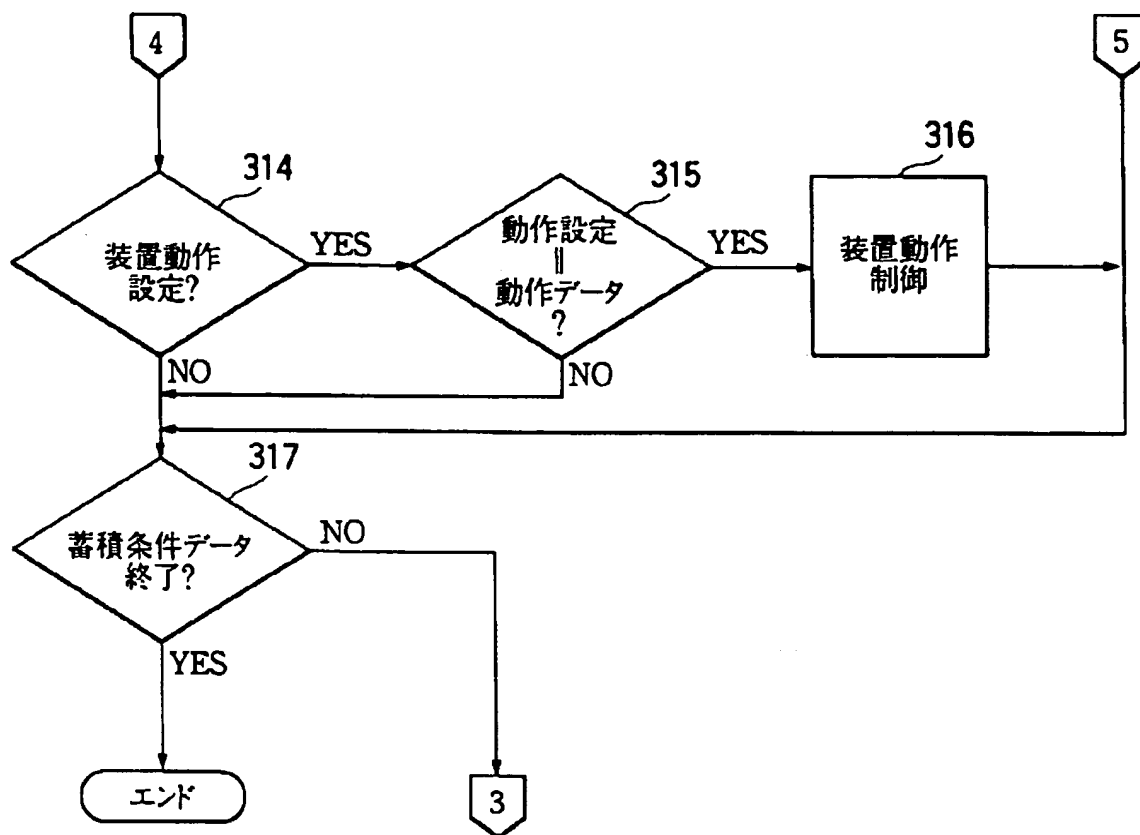 4
5
314
装置動作
設定?
YES
315
動作設定
=
動作データ
?
YES
316
装置動作
制御
NO
NO
317
蓄積条件データ
終了?
NO
YES
エンド
3